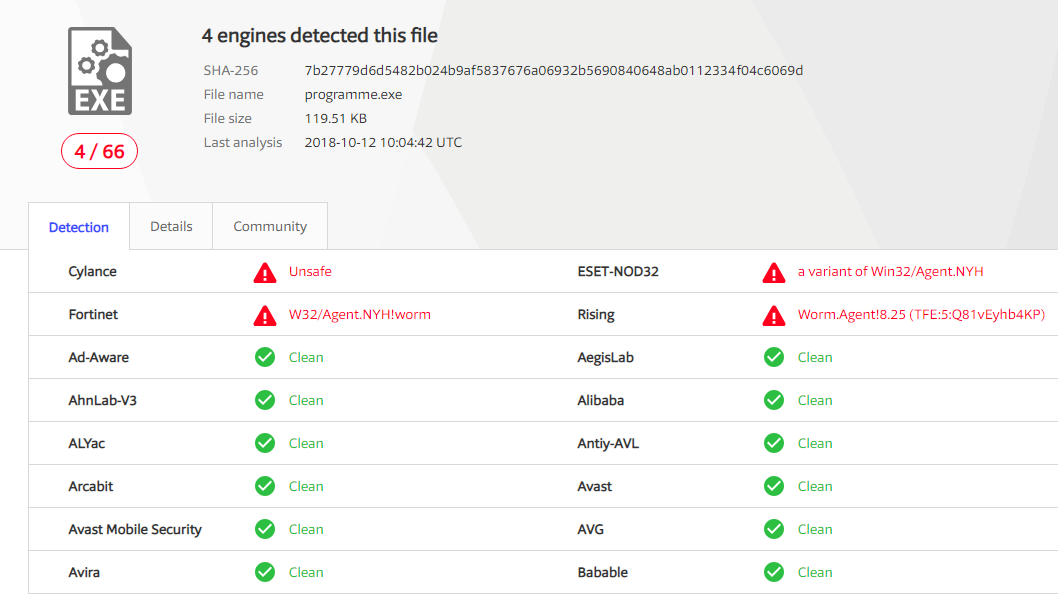 4 engines detected this file
SHA-256 7b27779d6d5482b024b9af5837676a06932b5690840648ab0112334f04c6069d
File name programme.exe
File size 119.51 KB
Last analysis 2018-10-12 10:04:42 UTC
EXE
4 / 66
Detection Details Community
Cylance Unsafe ESET-NOD32 a variant of Win32/Agent.NYH
Fortinet W32/Agent.NYH!worm Rising Worm.Agent!8.25 (TFE:5:Q81vEyhb4KP)
Ad-Aware Clean AegisLab Clean
AhnLab-V3 Clean Alibaba Clean
ALYac Clean Antiy-AVL Clean
Arcabit Clean Avast Clean
Avast Mobile Security Clean AVG Clean
Avira Clean Babable Clean